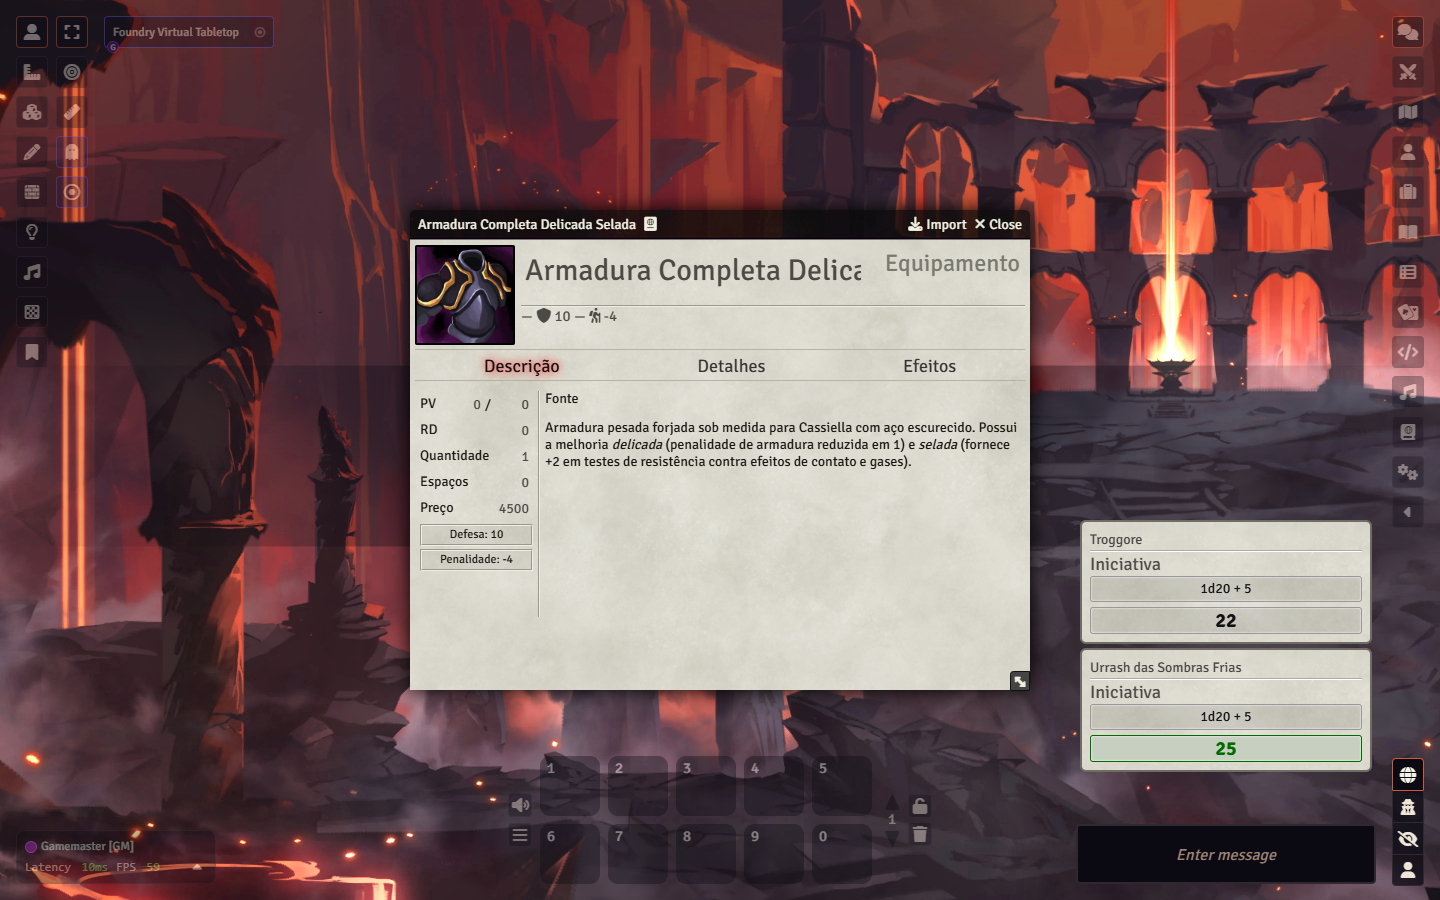 Foundry Virtual Tabletop
G
Armadura Completa Delicada Selada
Import
Close
Armadura Completa Delica
Equipamento
— 10 — -4
Descrição
Detalhes
Efeitos
PV 0 / 0
RD 0
Quantidade 1
Espaços 0
Preço 4500
Defesa: 10
Penalidade: -4
Fonte
Armadura pesada forjada sob medida para Cassiella com aço escurecido. Possui
a melhoria delicada (penalidade de armadura reduzida em 1) e selada (fornece
+2 em testes de resistência contra efeitos de contato e gases).
Troggore
Iniciativa
1d20 + 5
22
Urrash das Sombras Frias
Iniciativa
1d20 + 5
25
1 2 3 4 5
6 7 8 9 0
1
Gamemaster [GM]
Latency 10ms FPS 59
Enter message